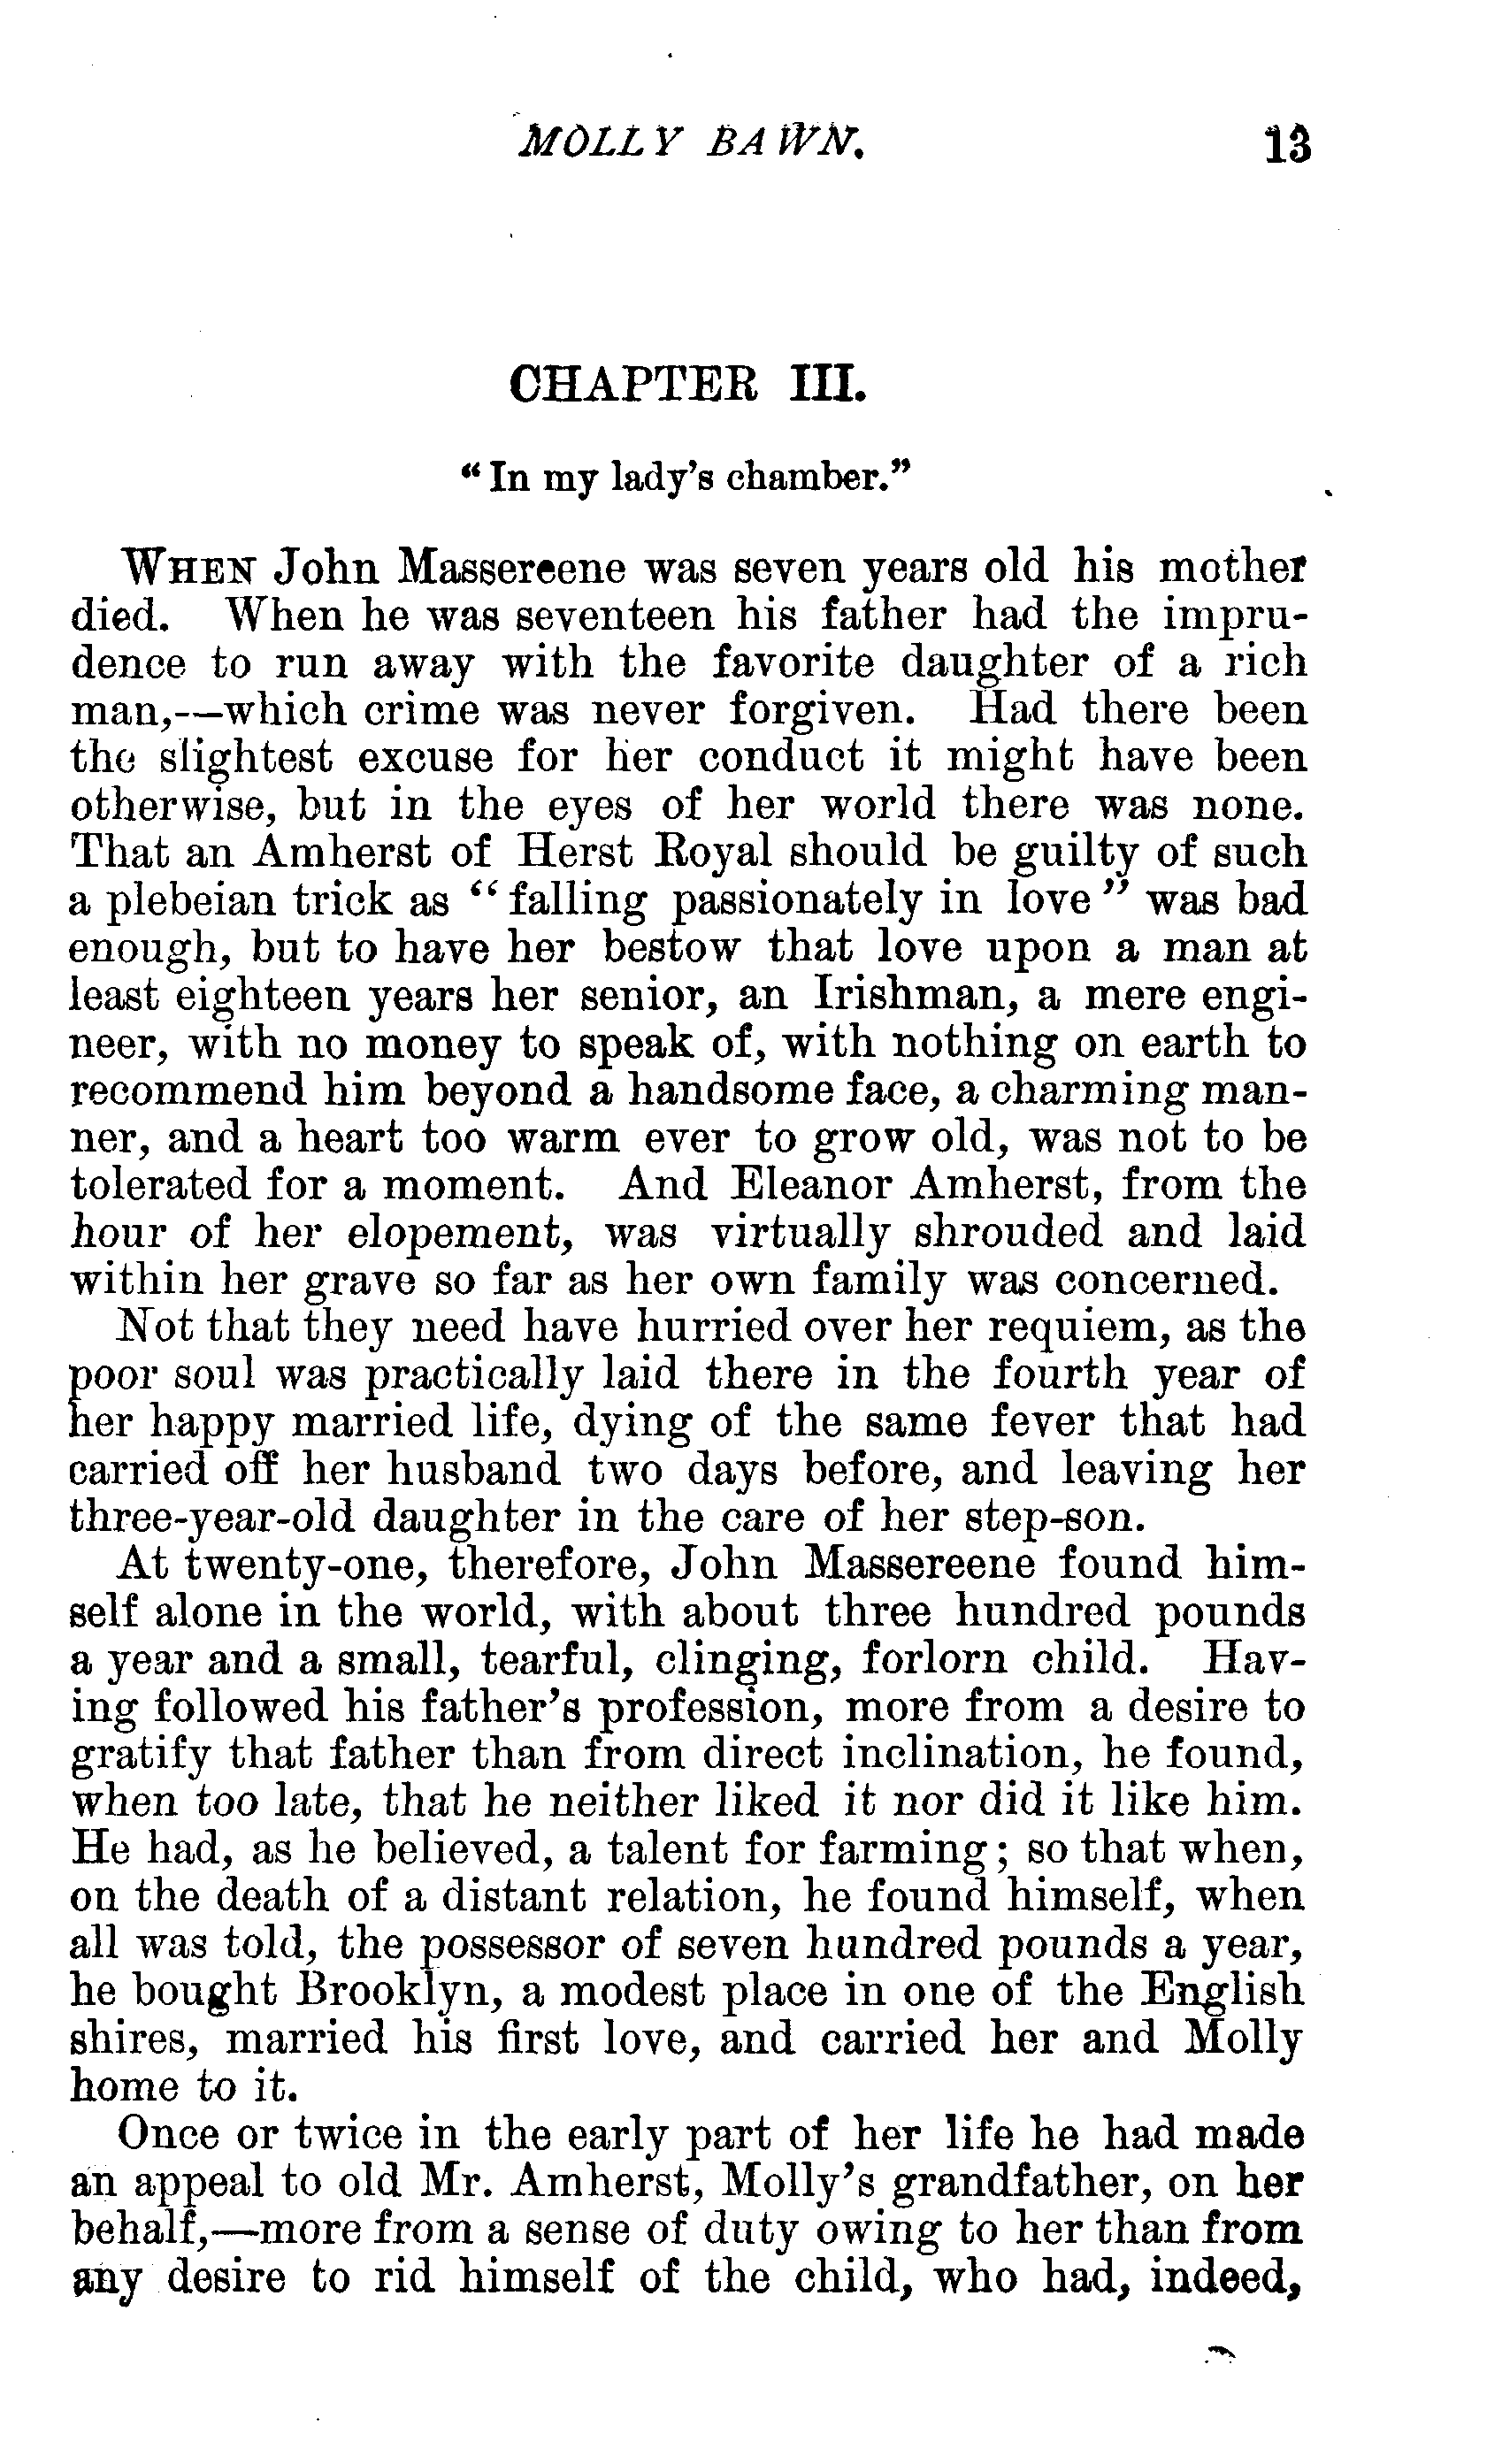 MOLLY BAWN. 13
CHAPTER III.
"In my lady's chamber."
WHEN John Massereene was seven years old his mother
died. When he was seventeen his father had the impru-
dence to run away with the favorite daughter of a rich
man,--which crime was never forgiven. Had there been
the slightest excuse for her conduct it might have been
otherwise, but in the eyes of her world there was none.
That an Amherst of Herst Royal should be guilty of such
a plebeian trick as "falling passionately in love" was bad
enough, but to have her bestow that love upon a man at
least eighteen years her senior, an Irishman, a mere engi-
neer, with no money to speak of, with nothing on earth to
recommend him beyond a handsome face, a charming man-
ner, and a heart too warm ever to grow old, was not to be
tolerated for a moment. And Eleanor Amherst, from the
hour of her elopement, was virtually shrouded and laid
within her grave so far as her own family was concerned.
Not that they need have hurried over her requiem, as the
poor soul was practically laid there in the fourth year of
her happy married life, dying of the same fever that had
carried off her husband two days before, and leaving her
three-year-old daughter in the care of her step-son.
At twenty-one, therefore, John Massereene found him-
self alone in the world, with about three hundred pounds
a year and a small, tearful, clinging, forlorn child. Hav-
ing followed his father's profession, more from a desire to
gratify that father than from direct inclination, he found,
when too late, that he neither liked it nor did it like him.
He had, as he believed, a talent for farming; so that when,
on the death of a distant relation, he found himself, when
all was told, the possessor of seven hundred pounds a year,
he bought Brooklyn, a modest place in one of the English
shires, married his first love, and carried her and Molly
home to it.
Once or twice in the early part of her life he had made
an appeal to old Mr. Amherst, Molly's grandfather, on her
behalf,—more from a sense of duty owing to her than from
any desire to rid himself of the child, who had, indeed,